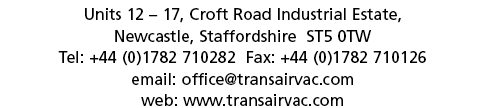 Units 12 – 17, Croft Road Industrial Estate,
Newcastle, Staffordshire  ST5 0TW
Tel: +44 (0)1782 710282  Fax: +44 (0)1782 710126
email: office@transairvac.com
web: www.transairvac.com